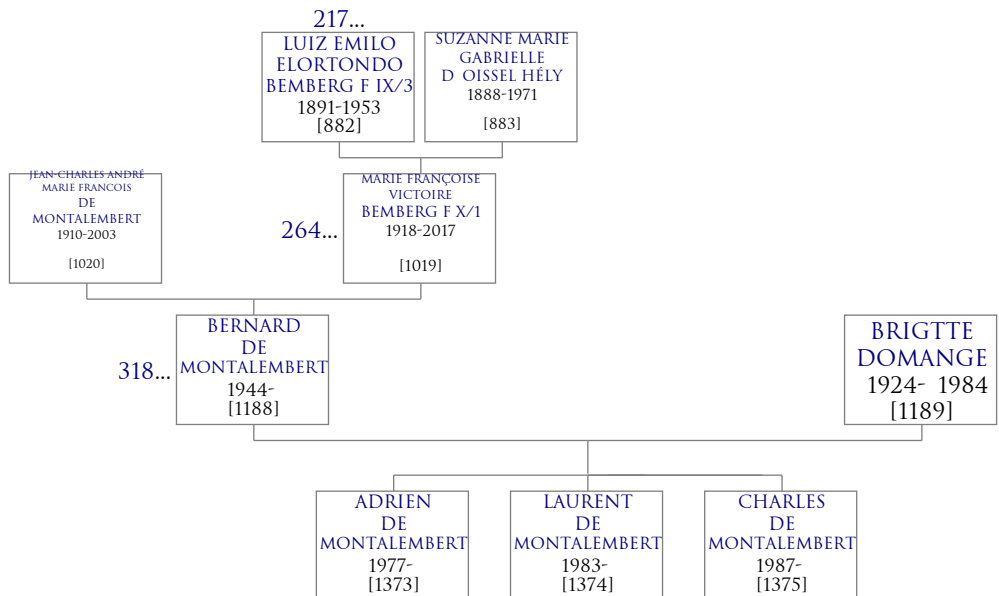 217...
LUIZ EMILO
ELORTONDO
BEMBERG F IX/3
1891-1953
[882]
SUZANNE MARIE
GABRIELLE
D OISSEL HÉLY
1888-1971
[883]
JEAN-CHARLES ANDRÉ
MARIE FRANCOIS
DE
MONTALEMBERT
1910-2003
[1020]
264...
MARIE FRANÇOISE
VICTOIRE
BEMBERG F X/1
1918-2017
[1019]
318...
BERNARD
DE
MONTALEMBERT
1944-
[1188]
BRIGTTE
DOMANGE
1924- 1984
[1189]
ADRIEN
DE
MONTALEMBERT
1977-
[1373]
LAURENT
DE
MONTALEMBERT
1983-
[1374]
CHARLES
DE
MONTALEMBERT
1987-
[1375]